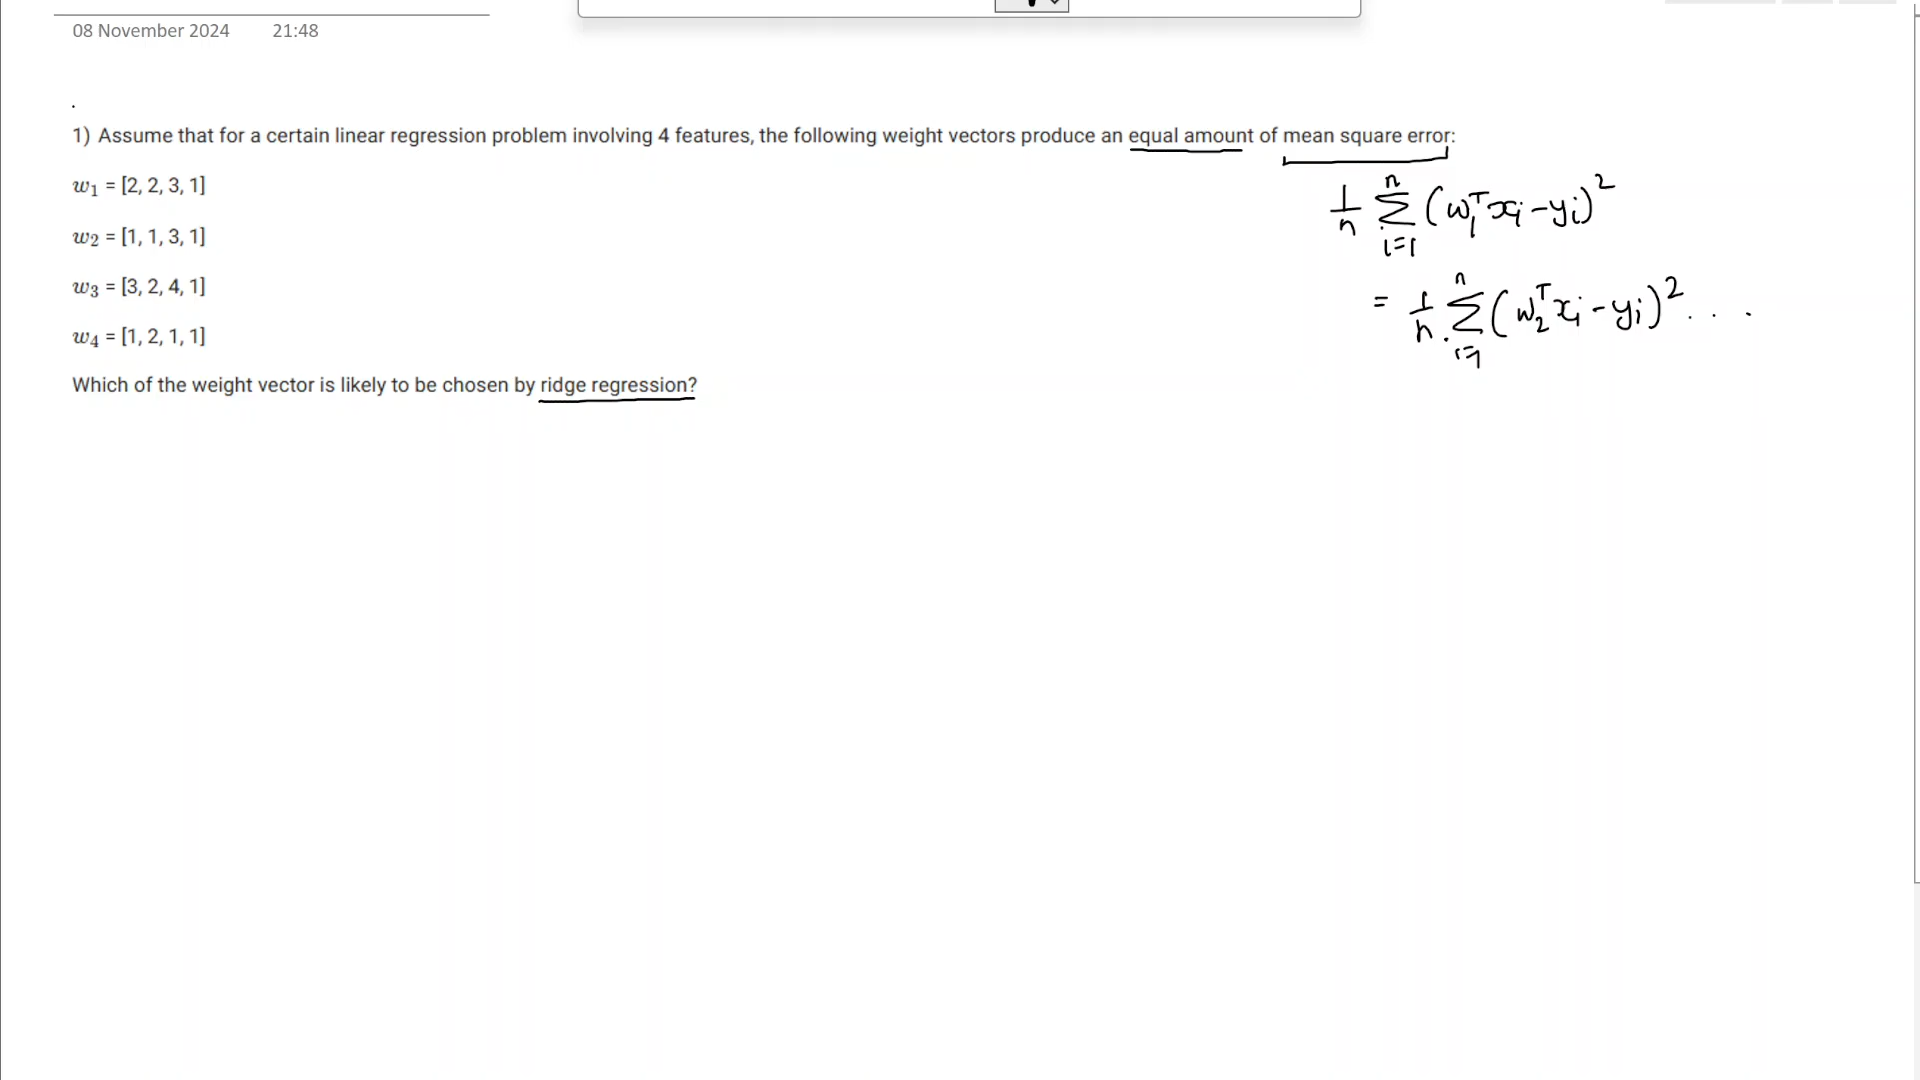 08 November 2024 21:48
1) Assume that for a certain linear regression problem involving 4 features, the following weight vectors produce an equal amount of mean square error:
w₁ = [2, 2, 3, 1]
w₂ = [1, 1, 3, 1]
w₃ = [3, 2, 4, 1]
w₄ = [1, 2, 1, 1]
Which of the weight vector is likely to be chosen by ridge regression?
1/n Σ_{i=1}^{n} (w₁ᵀxᵢ - yᵢ)²
= 1/n Σ_{i=1}^{n} (w₂ᵀxᵢ - yᵢ)² . . .